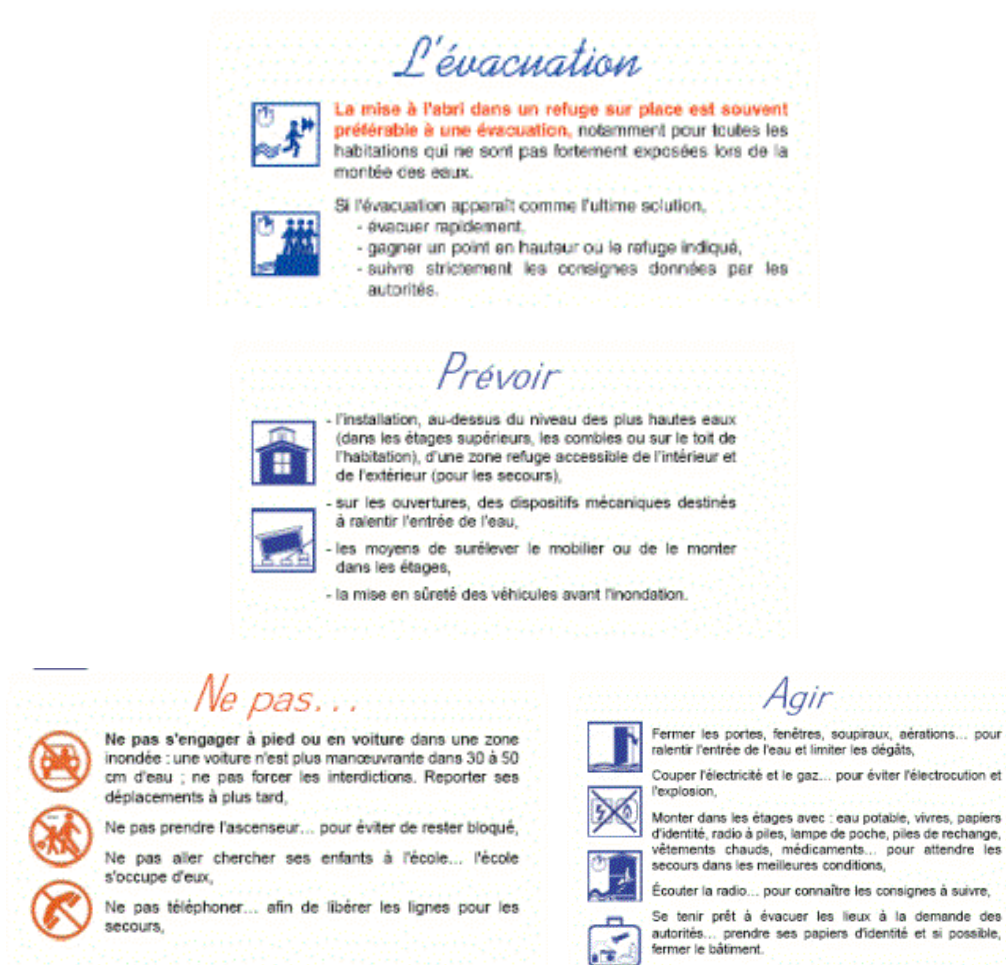 L'évacuation
La mise à l'abri dans un refuge sur place est souvent
préférable à une évacuation, notamment pour toutes les
habitations qui ne sont pas fortement exposées lors de la
montée des eaux.
Si l'évacuation apparaît comme l'ultime solution,
- évacuer rapidement,
- gagner un point en hauteur ou le refuge indiqué,
- suivre strictement les consignes données par les
autorités.
Prévoir
- l'installation, au-dessus du niveau des plus hautes eaux
(dans les étages supérieurs, les combles ou sur le toit de
l'habitation), d'une zone refuge accessible de l'intérieur et
de l'extérieur (pour les secours),
- sur les ouvertures, des dispositifs mécaniques destinés
à ralentir l'entrée de l'eau,
- les moyens de surélever le mobilier ou de le monter
dans les étages,
- la mise en sûreté des véhicules avant l'inondation.
Ne pas...
Ne pas s'engager à pied ou en voiture dans une zone
inondée : une voiture n'est plus manœuvrante dans 30 à 50
cm d'eau ; ne pas forcer les interdictions. Reporter ses
déplacements à plus tard,
Ne pas prendre l'ascenseur... pour éviter de rester bloqué,
Ne pas aller chercher ses enfants à l'école... l'école
s'occupe d'eux,
Ne pas téléphoner... afin de libérer les lignes pour les
secours,
Agir
Fermer les portes, fenêtres, soupiraux, aérations... pour
ralentir l'entrée de l'eau et limiter les dégâts,
Couper l'électricité et le gaz... pour éviter l'électrocution et
l'explosion,
Monter dans les étages avec : eau potable, vivres, papiers
d'identité, radio à piles, lampe de poche, piles de rechange,
vêtements chauds, médicaments... pour attendre les
secours dans les meilleures conditions,
Écouter la radio... pour connaître les consignes à suivre,
Se tenir prêt à évacuer les lieux à la demande des
autorités... prendre ses papiers d'identité et si possible,
fermer le bâtiment.